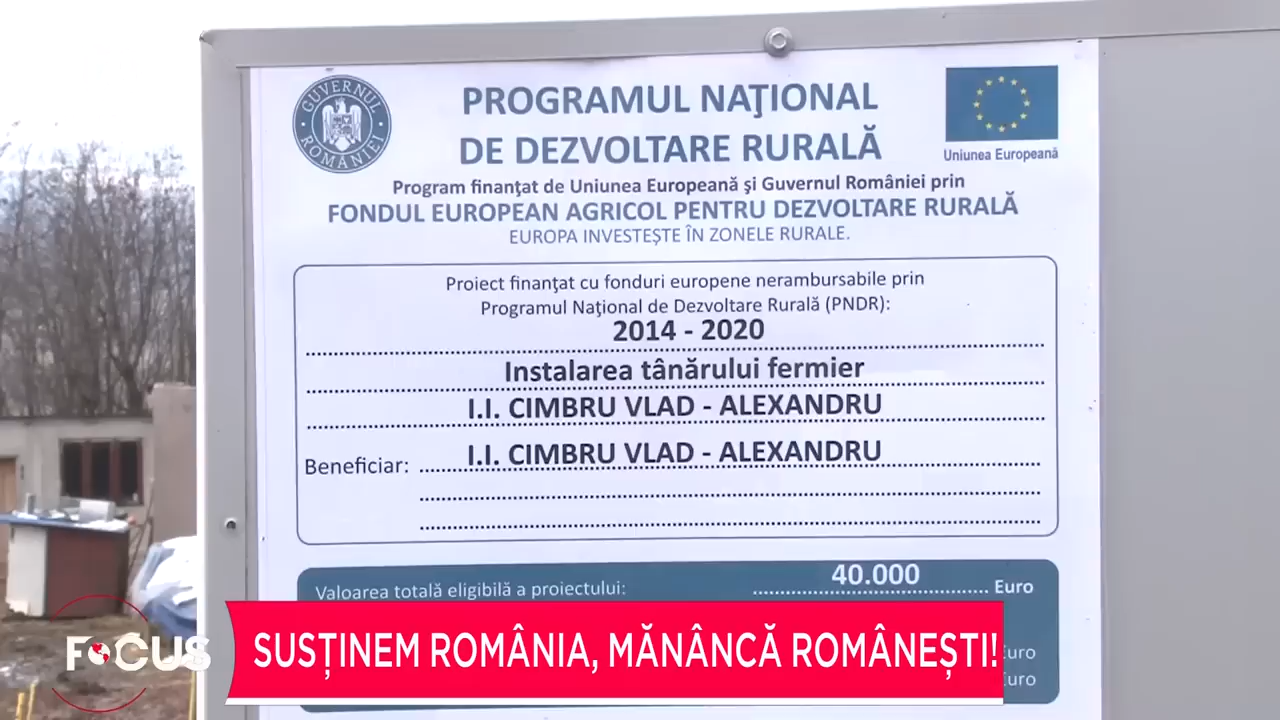 GUVERNUL ROMÂNIEI
PROGRAMUL NAŢIONAL
DE DEZVOLTARE RURALĂ
Uniunea Europeană
Program finanţat de Uniunea Europeană şi Guvernul României prin
FONDUL EUROPEAN AGRICOL PENTRU DEZVOLTARE RURALĂ
EUROPA INVESTEŞTE ÎN ZONELE RURALE.
Proiect finanţat cu fonduri europene nerambursabile prin
Programul Naţional de Dezvoltare Rurală (PNDR):
2014 - 2020
Instalarea tânărului fermier
I.I. CIMBRU VLAD - ALEXANDRU
Beneficiar: I.I. CIMBRU VLAD - ALEXANDRU
Valoarea totală eligibilă a proiectului: 40.000 Euro
FOCUS
SUSȚINEM ROMÂNIA, MĂNÂNCĂ ROMÂNEȘTI!